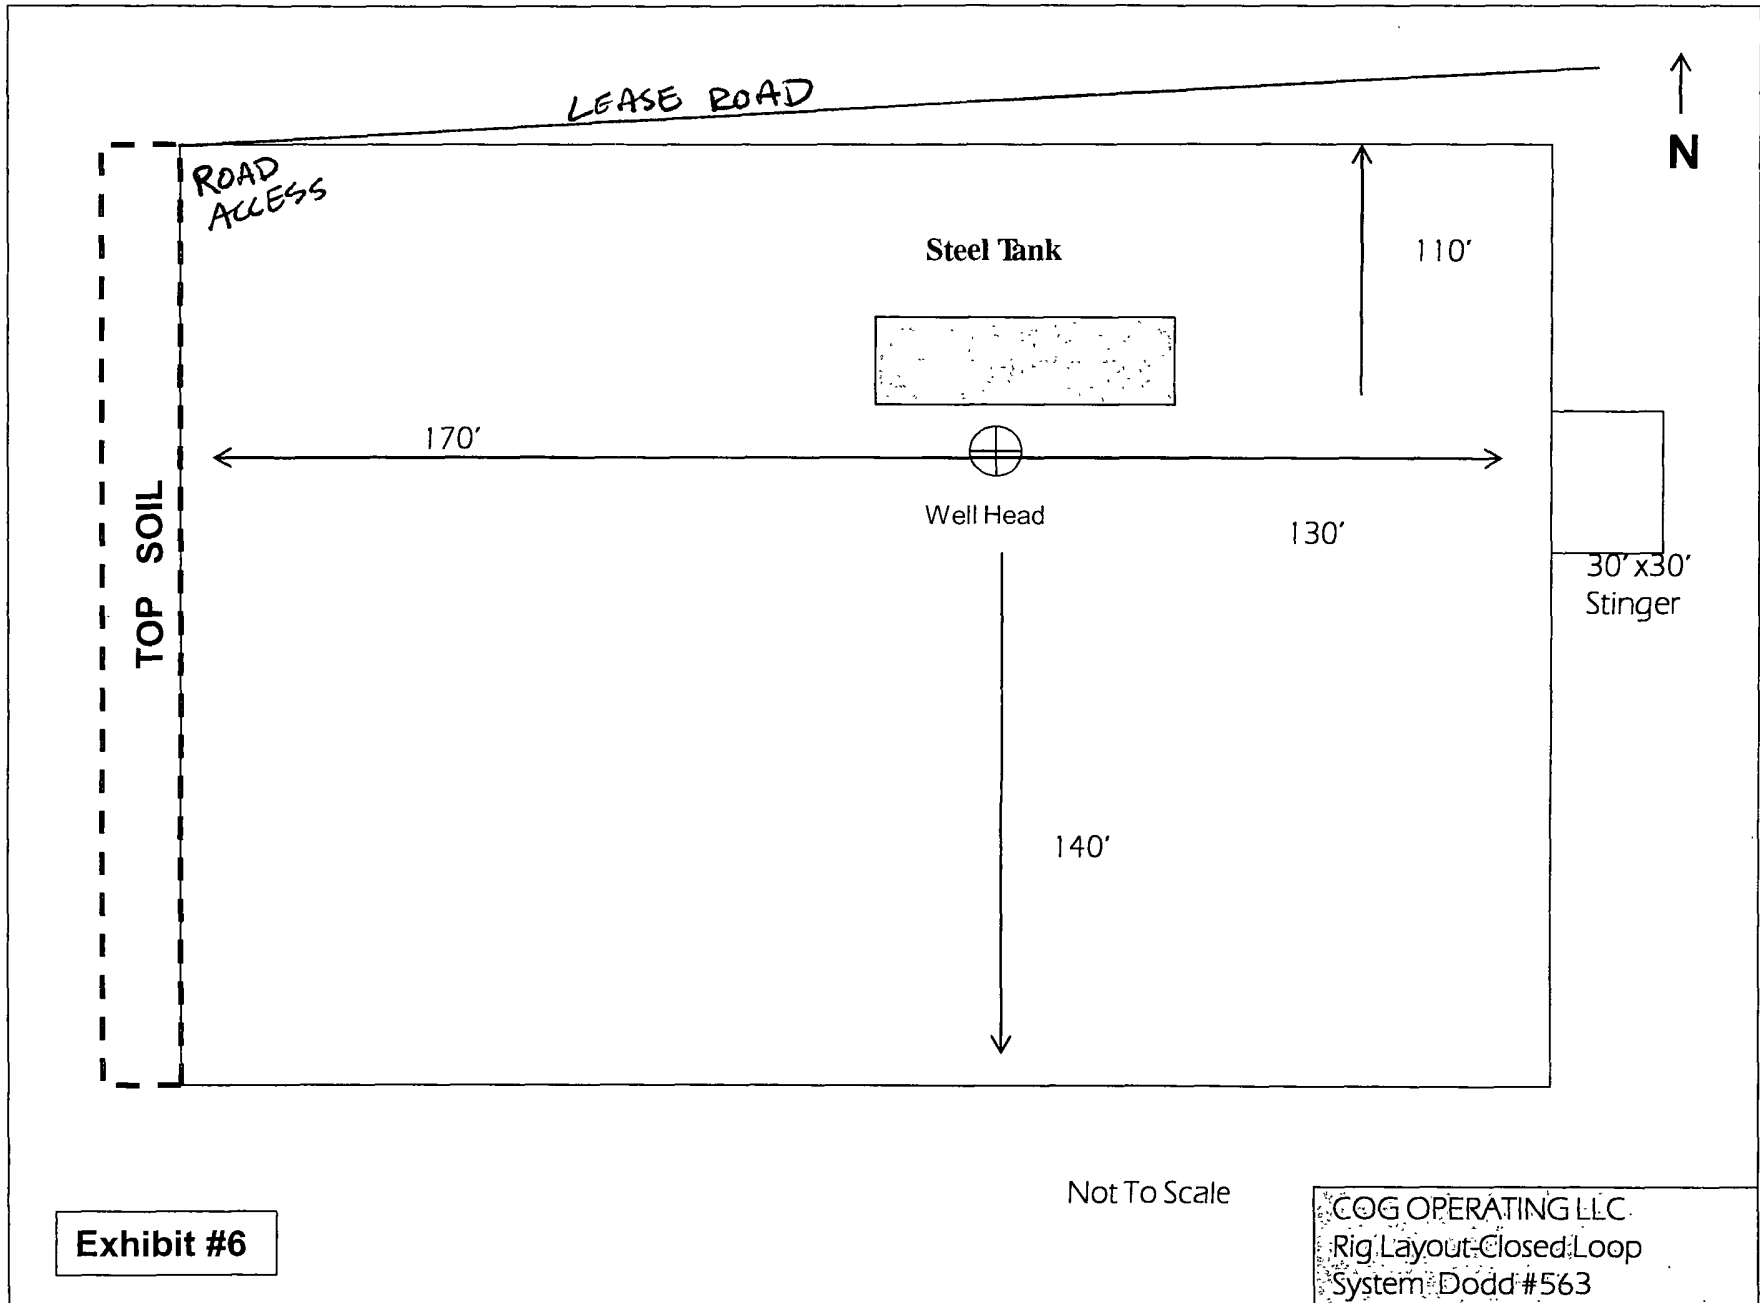 LEASE ROAD
N
ROAD
ACCESS
Steel Tank
110'
170'
Well Head
130'
TOP SOIL
30'x30'
Stinger
140'
Not To Scale
Exhibit #6
COG OPERATING LLC
Rig Layout-Closed Loop
System Dodd #563